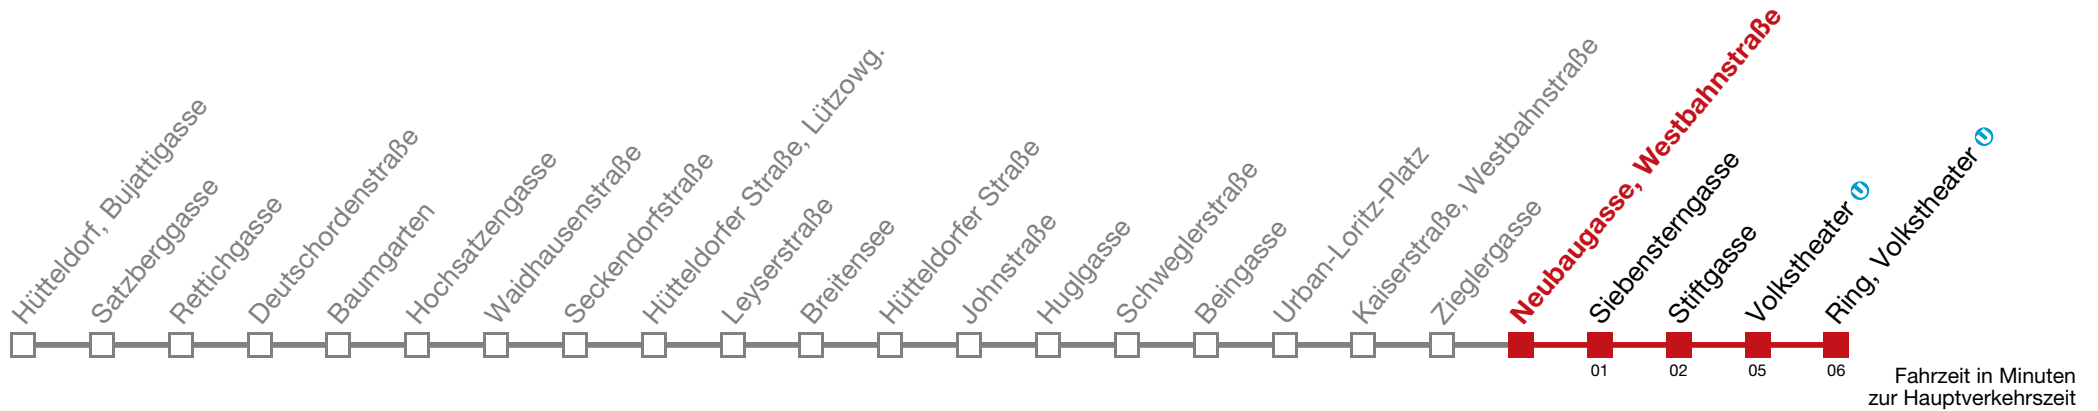 Hütteldorf, Bujattigasse
Satzberggasse
Rettichgasse
Deutschordenstraße
Baumgarten
Hochsatzengasse
Waidhausenstraße
Seckendorfstraße
Hütteldorfer Straße, Lützowg.
Leyserstraße
Breitensee
Hütteldorfer Straße
Johnstraße
Huglgasse
Schweglerstraße
Beingasse
Urban-Loritz-Platz
Kaiserstraße, Westbahnstraße
Zieglergasse
Neubaugasse, Westbahnstraße
Siebensterngasse
Stiftgasse
Volkstheater U
Ring, Volkstheater U
01 02 05 06
Fahrzeit in Minuten
zur Hauptverkehrszeit